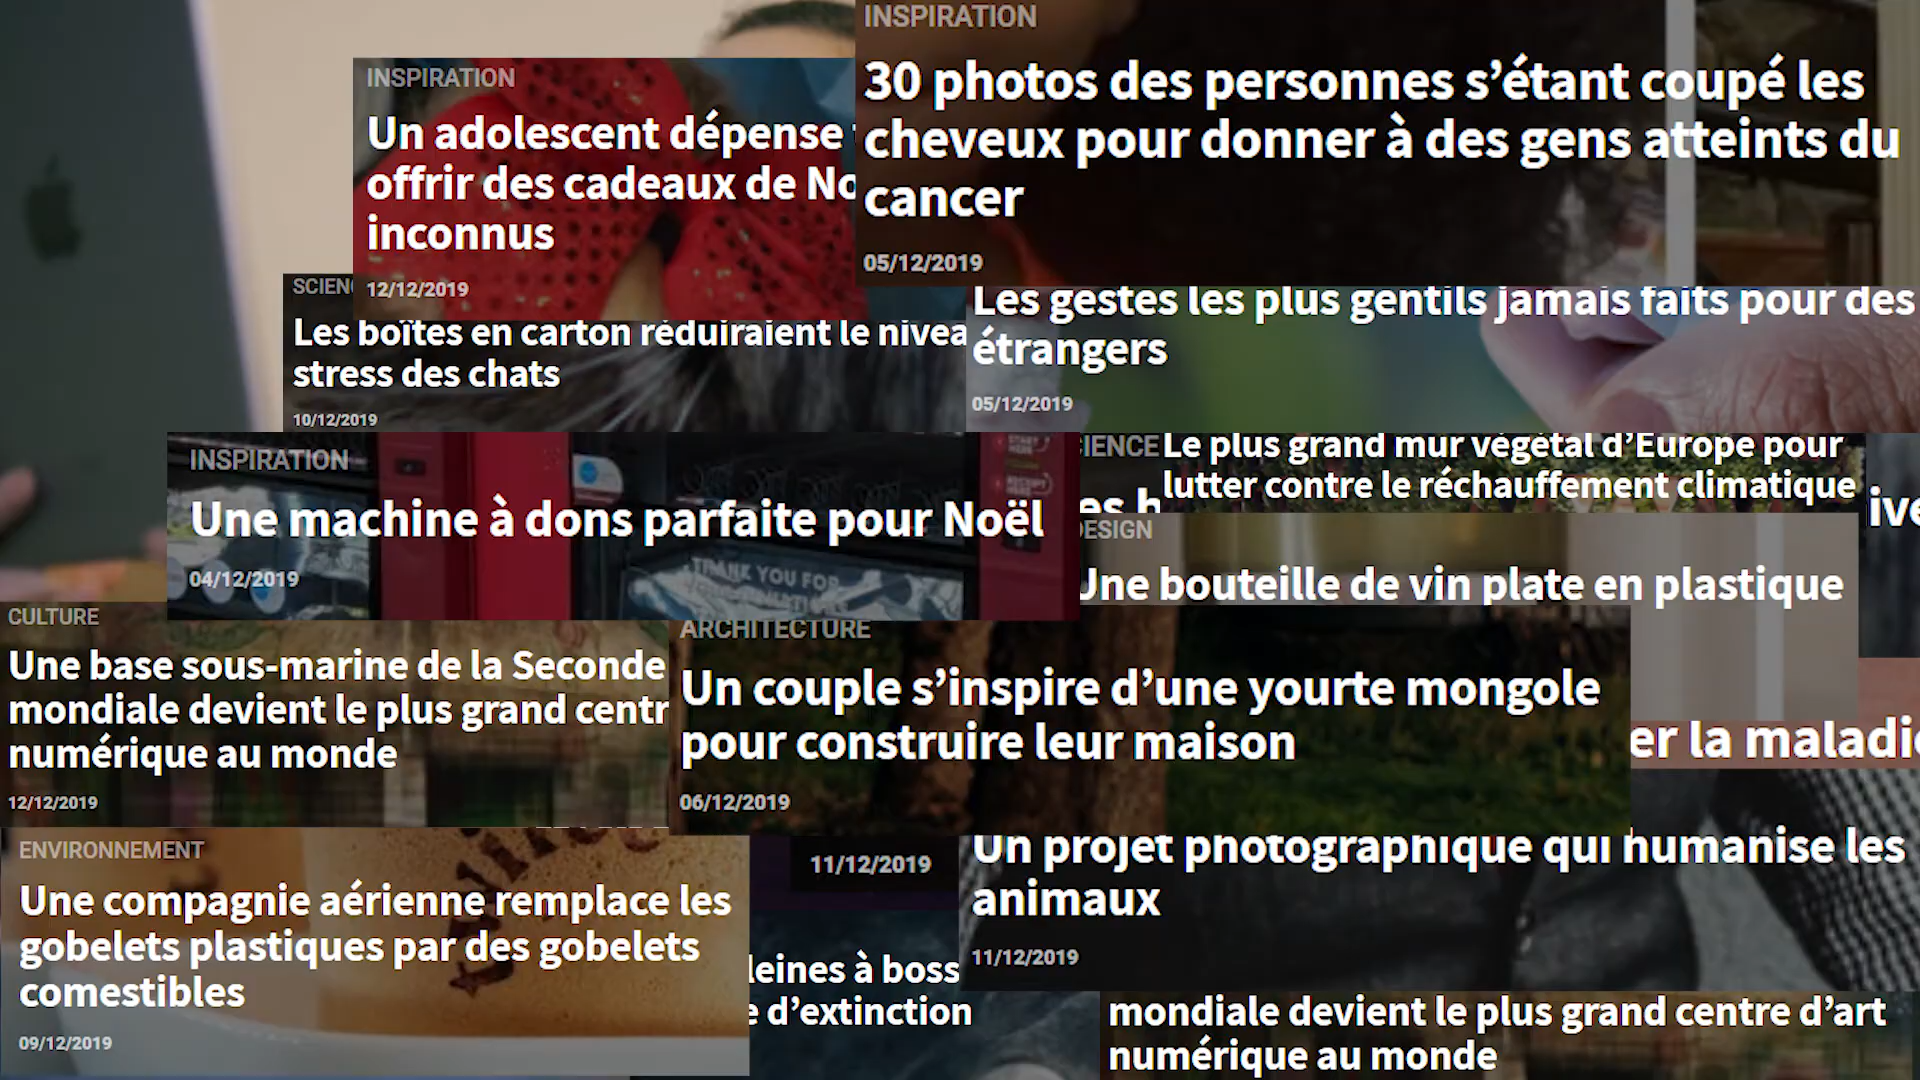 INSPIRATION
Un adolescent dépense
offrir des cadeaux de
inconnus
12/12/2019
INSPIRATION
30 photos des personnes s’étant coupé les
cheveux pour donner à des gens atteints du
cancer
05/12/2019
Les boîtes en carton réduiraient le
stress des chats
10/12/2019
Les gestes les plus gentils jamais faits pour des
étrangers
05/12/2019
INSPIRATION
Une machine à dons parfaite pour Noël
04/12/2019
THANK YOU FOR
Le plus grand mur végétal d’Europe pour
lutter contre le réchauffement climatique
DESIGN
Une bouteille de vin plate en plastique
CULTURE
Une base sous-marine de la Seconde
mondiale devient le plus grand
numérique au monde
12/12/2019
ARCHITECTURE
Un couple s’inspire d’une yourte mongole
pour construire leur maison
06/12/2019
er la maladi
ENVIRONNEMENT
Une compagnie aérienne remplace les
gobelets plastiques par des gobelets
comestibles
09/12/2019
11/12/2019
leines à boss
d’extinction
Un projet photographique qui humanise les
animaux
11/12/2019
mondiale devient le plus grand centre d’art
numérique au monde